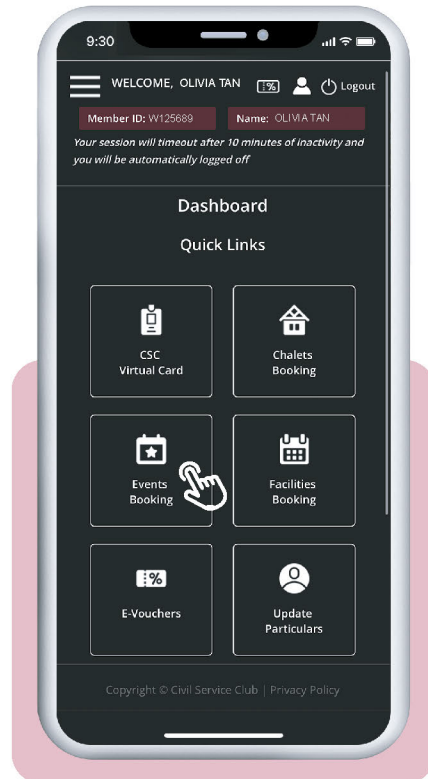 9:30
WELCOME, OLIVIA TAN
Logout
Member ID: W125689
Name: OLIVIA TAN
Your session will timeout after 10 minutes of inactivity and
you will be automatically logged off
Dashboard
Quick Links
CSC
Virtual Card
Chalets
Booking
Events
Booking
Facilities
Booking
E-Vouchers
Update
Particulars
Copyright © Civil Service Club | Privacy Policy